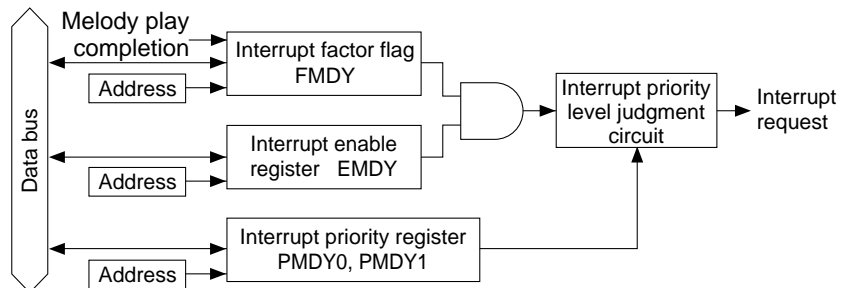 Melody play
completion
Interrupt factor flag
FMDY
Address
Data bus
Interrupt enable
register EMDY
Address
Interrupt priority
level judgment
circuit
Interrupt
request
Interrupt priority register
PMDY0, PMDY1
Address